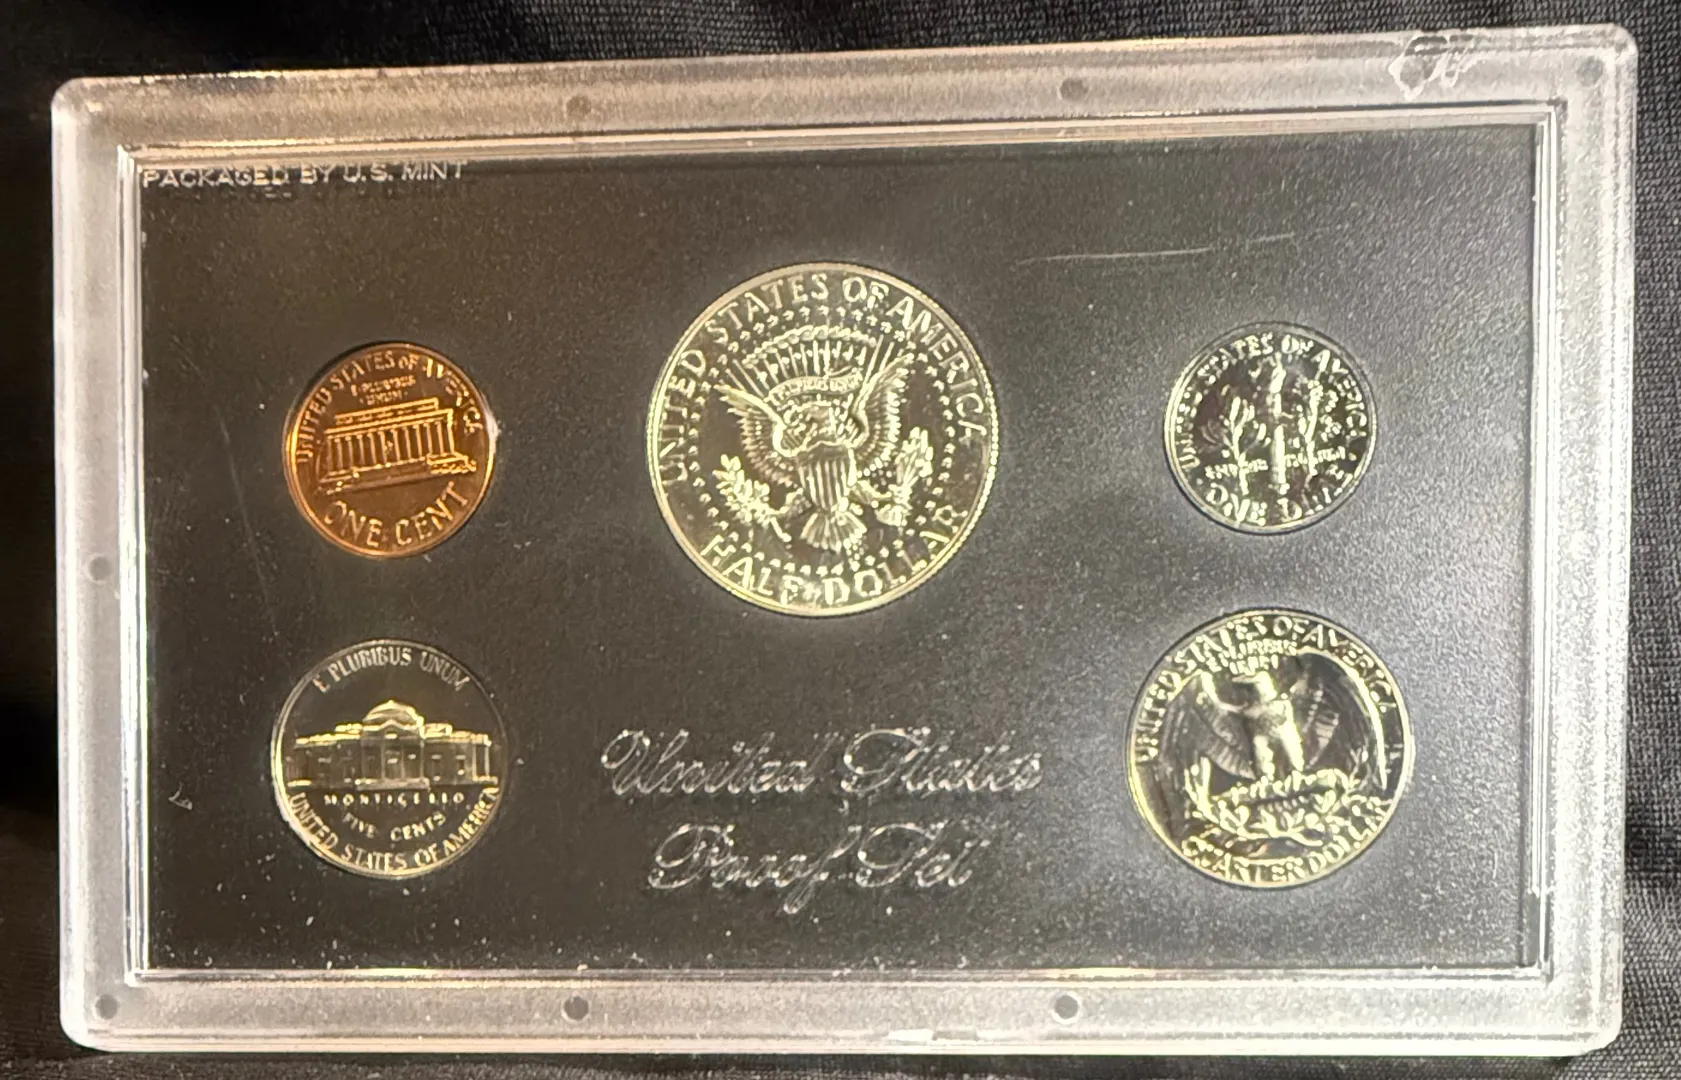 PACKAGED BY U.S. MINT
UNITED STATES OF AMERICA
E PLURIBUS
UNUM
ONE CENT
UNITED STATES OF AMERICA
HALF DOLLAR
UNITED STATES OF AMERICA
ONE DIME
E PLURIBUS UNUM
MONTICELLO
FIVE CENTS
UNITED STATES OF AMERICA
UNITED STATES OF AMERICA
E PLURIBUS
UNUM
QUARTER DOLLAR
United States
Proof Set